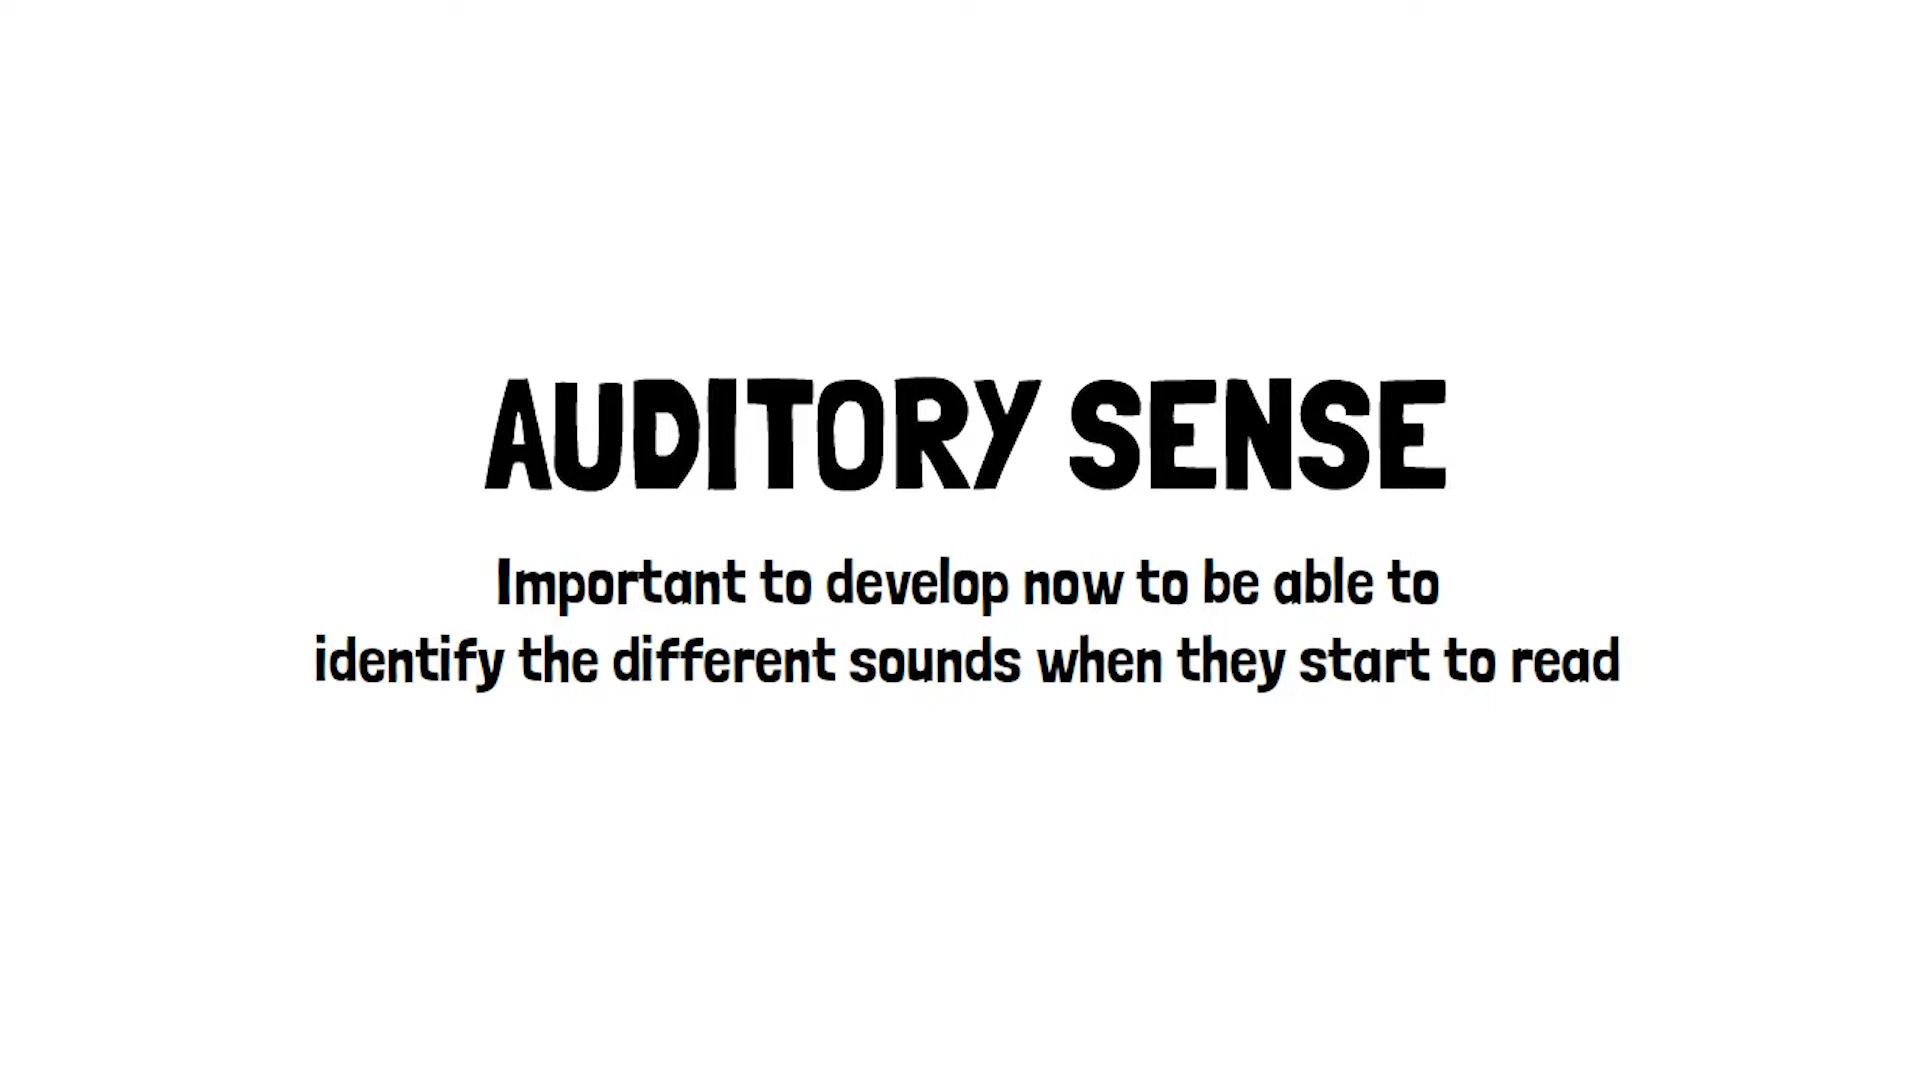 AUDITORY SENSE
Important to develop now to be able to
identify the different sounds when they start to read